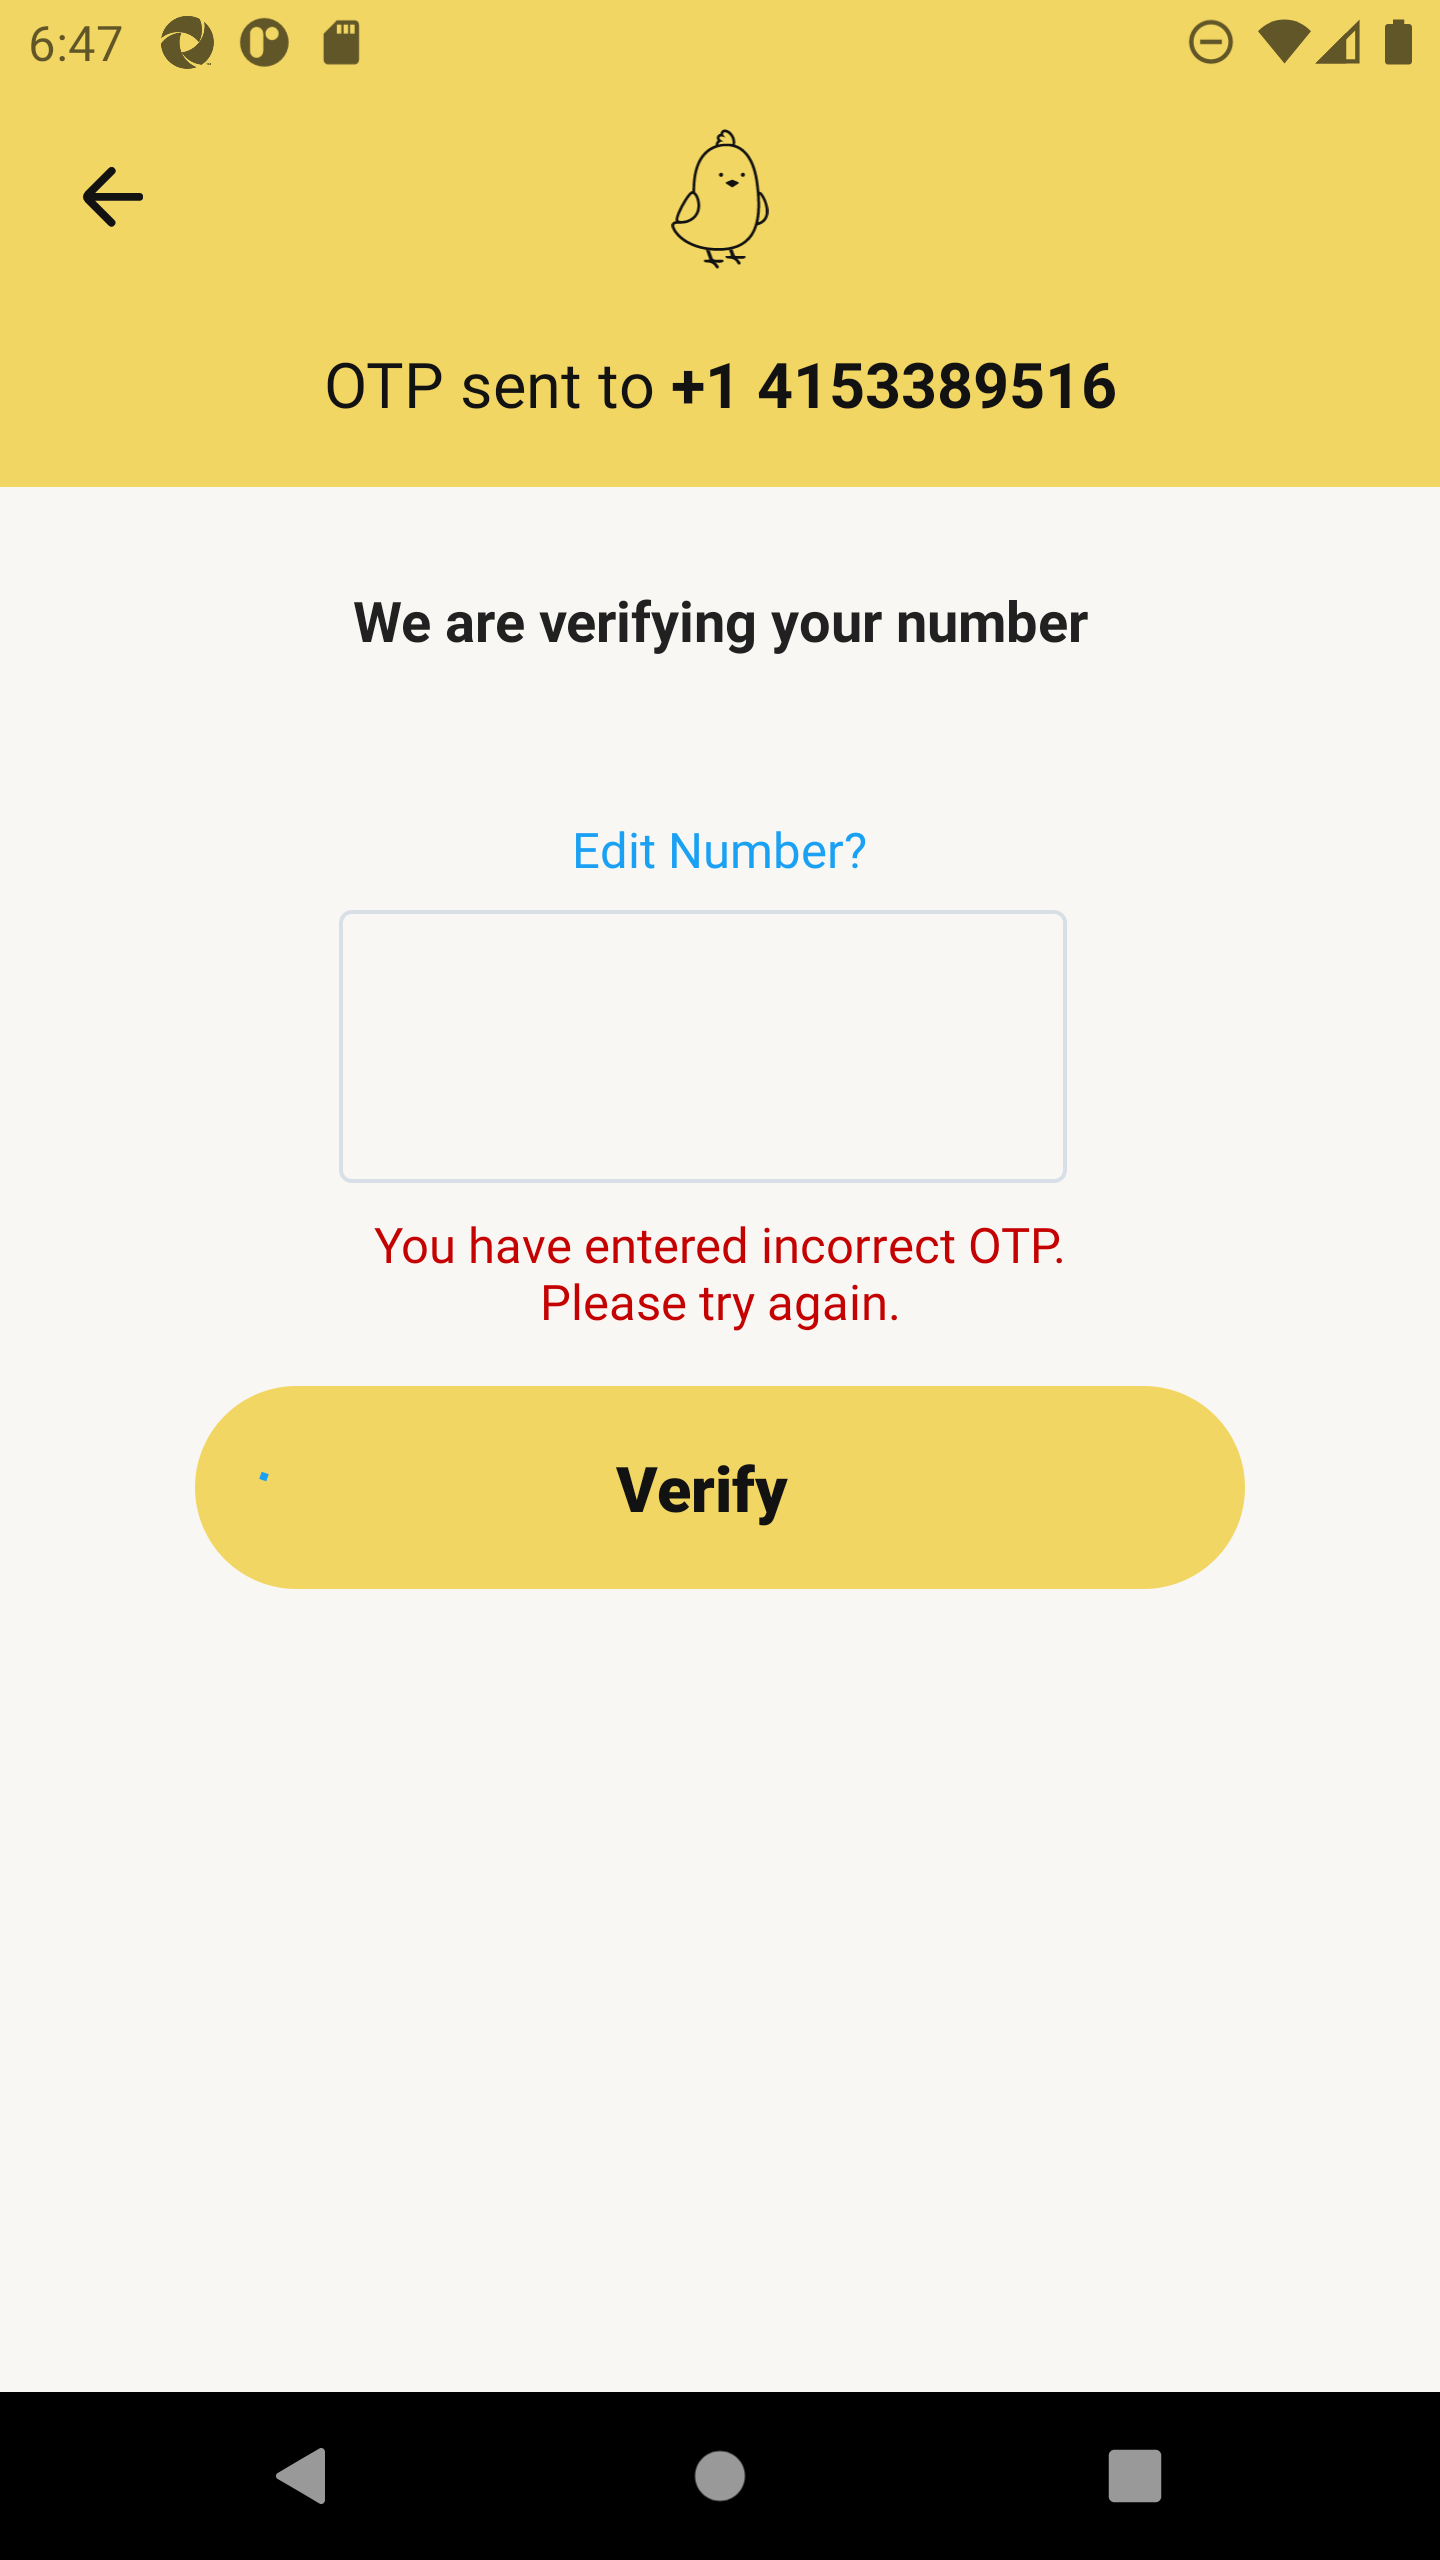 6:47
OTP sent to +1 4153389516
We are verifying your number
Edit Number?
You have entered incorrect OTP.
Please try again.
Verify